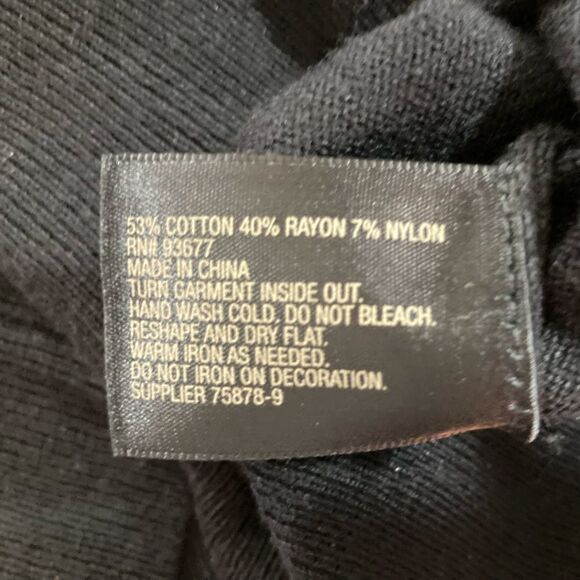 53% COTTON 40% RAYON 7% NYLON
RN# 93677
MADE IN CHINA
TURN GARMENT INSIDE OUT.
HAND WASH COLD. DO NOT BLEACH.
RESHAPE AND DRY FLAT.
WARM IRON AS NEEDED.
DO NOT IRON ON DECORATION.
SUPPLIER 75878-9